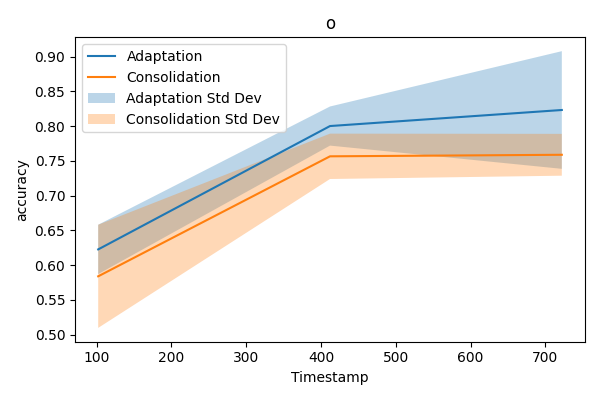 o
Adaptation
Consolidation
Adaptation Std Dev
Consolidation Std Dev
accuracy
0.90
0.85
0.80
0.75
0.70
0.65
0.60
0.55
0.50
100 200 300 400 500 600 700
Timestamp